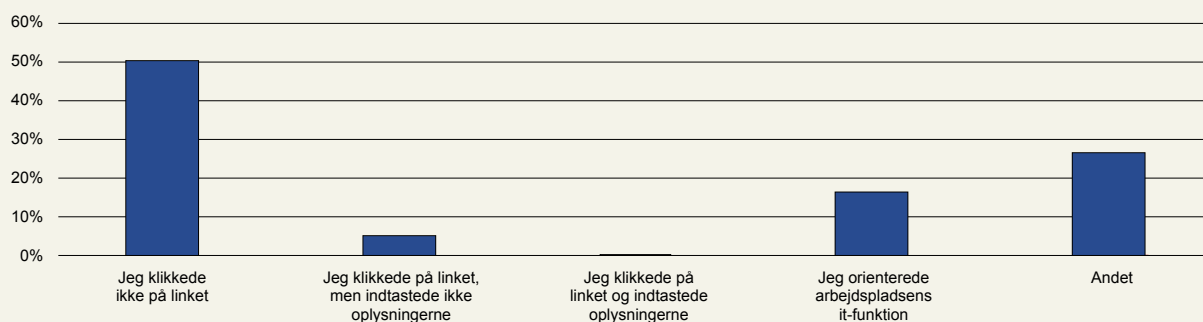 60%
50%
40%
30%
20%
10%
0%
Jeg klikkede
ikke på linket
Jeg klikkede på linket,
men indtastede ikke
oplysningerne
Jeg klikkede på
linket og indtastede
oplysningerne
Jeg orienterede
arbejdspladsens
it-funktion
Andet